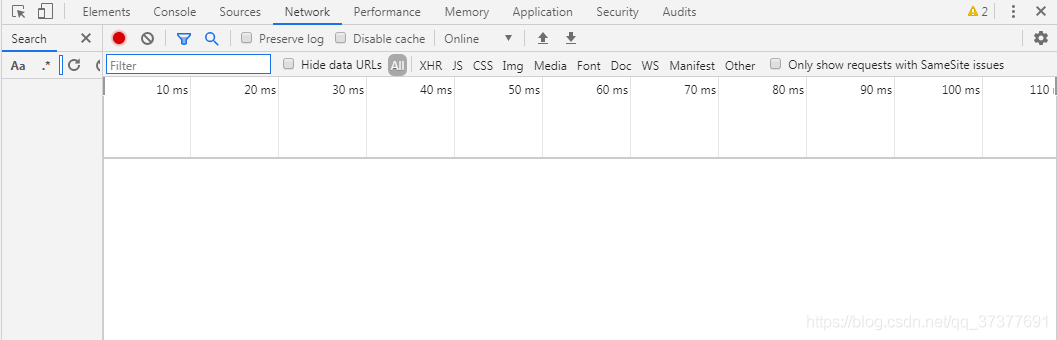 Elements Console Sources Network Performance Memory Application Security Audits 2
Search Preserve log Disable cache Online
Aa .* Filter Hide data URLs All XHR JS CSS Img Media Font Doc WS Manifest Other Only show requests with SameSite issues
10 ms 20 ms 30 ms 40 ms 50 ms 60 ms 70 ms 80 ms 90 ms 100 ms 110
https://blog.csdn.net/qq_37377691